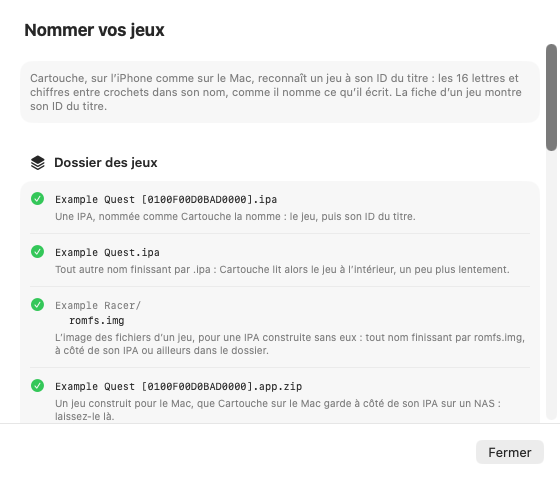 Nommer vos jeux
Cartouche, sur l’iPhone comme sur le Mac, reconnaît un jeu à son ID du titre : les 16 lettres et
chiffres entre crochets dans son nom, comme il nomme ce qu’il écrit. La fiche d’un jeu montre
son ID du titre.
Dossier des jeux
Example Quest [0100F00D0BAD0000].ipa
Une IPA, nommée comme Cartouche la nomme : le jeu, puis son ID du titre.
Example Quest.ipa
Tout autre nom finissant par .ipa : Cartouche lit alors le jeu à l’intérieur, un peu plus lentement.
Example Racer/
romfs.img
L’image des fichiers d’un jeu, pour une IPA construite sans eux : tout nom finissant par romfs.img,
à côté de son IPA ou ailleurs dans le dossier.
Example Quest [0100F00D0BAD0000].app.zip
Un jeu construit pour le Mac, que Cartouche sur le Mac garde à côté de son IPA sur un NAS :
laissez-le là.
Fermer